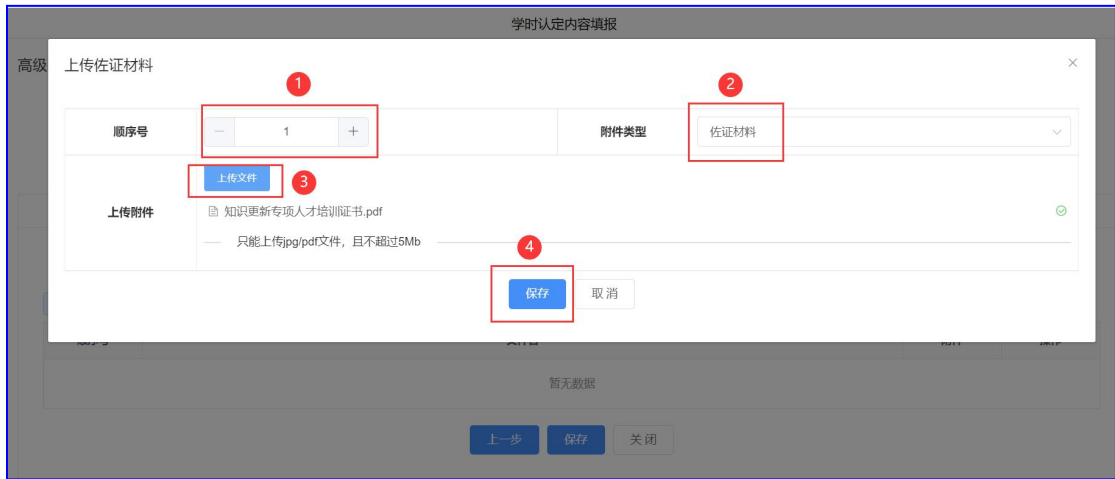 学时认定内容填报
高级
上传佐证材料
×
1
2
顺序号
— 1 +
附件类型
佐证材料
上传文件
3
上传附件
知识更新专项人才培训证书.pdf
只能上传jpg/pdf文件，且不超过5Mb
4
保存
取消
暂无数据
上一步
保存
关闭